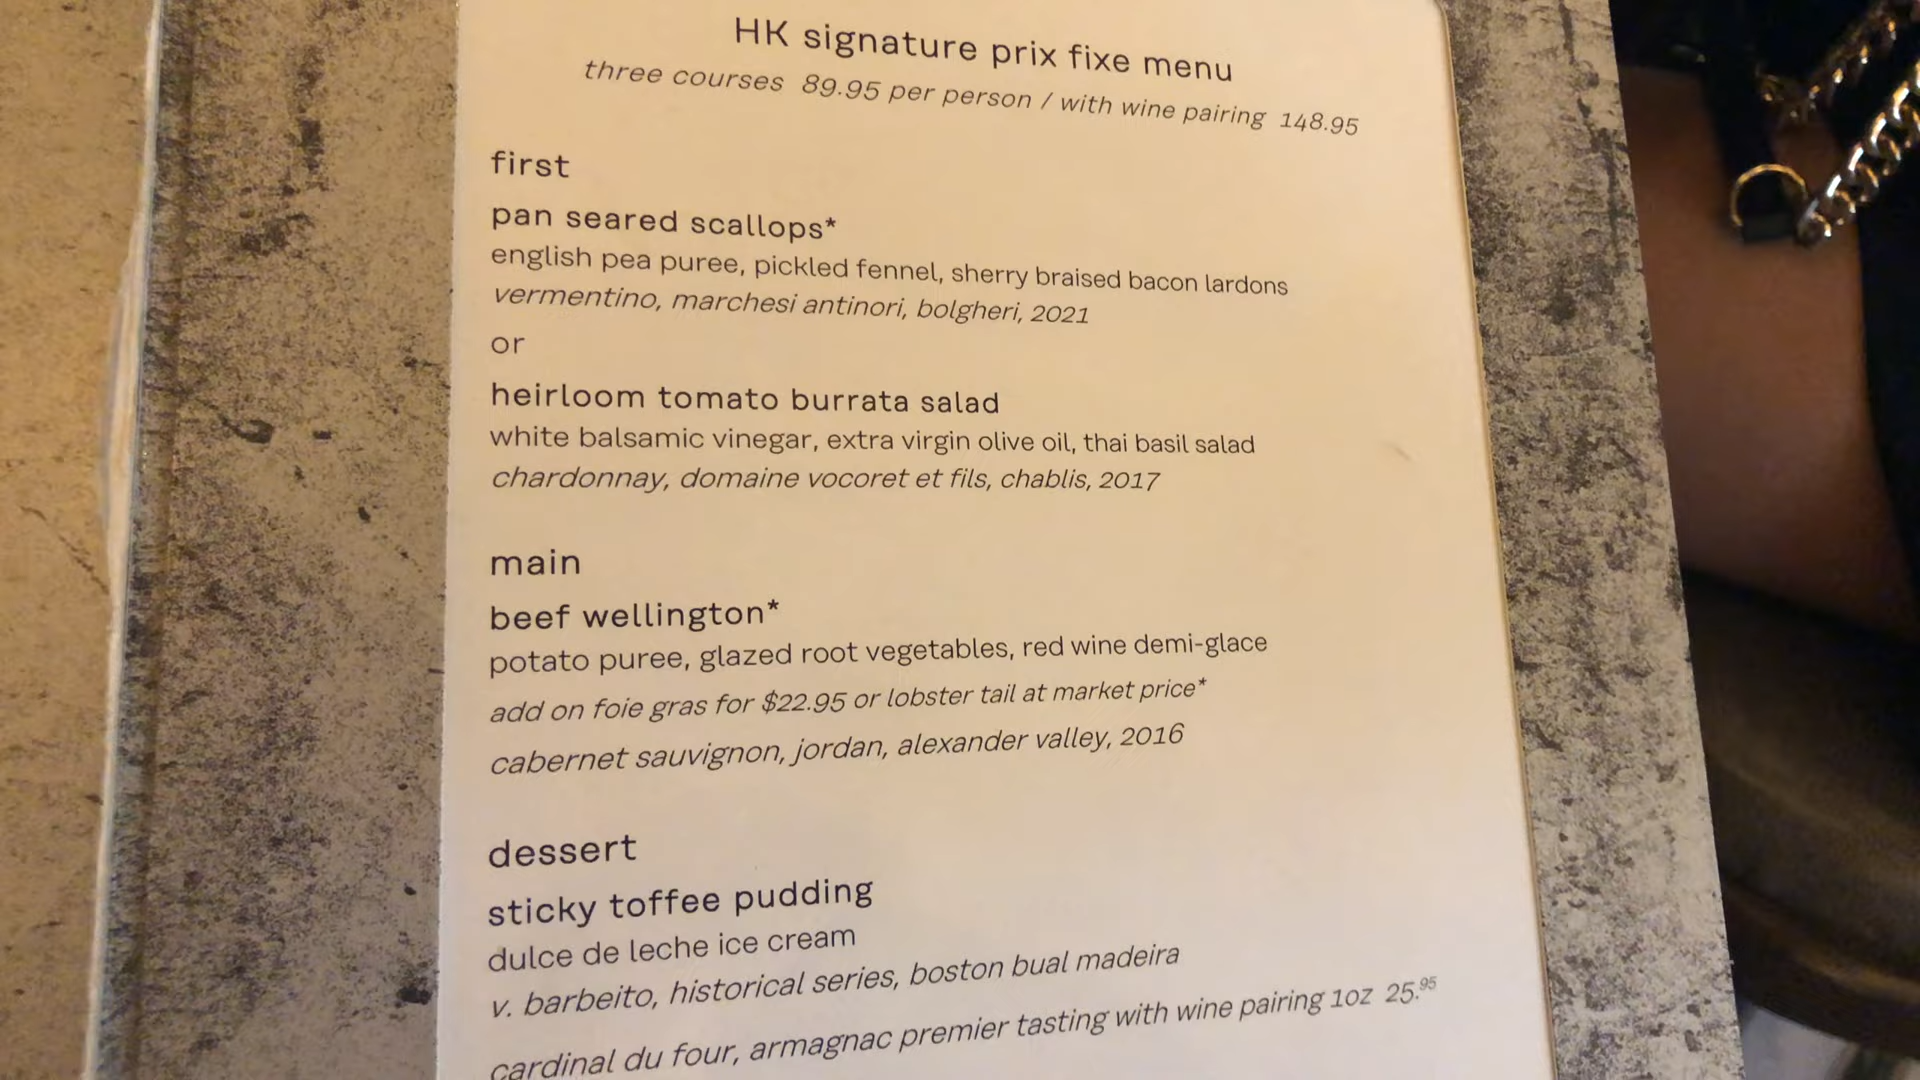 HK signature prix fixe menu
three courses 89.95 per person / with wine pairing 148.95
first
pan seared scallops*
english pea puree, pickled fennel, sherry braised bacon lardons
vermentino, marchesi antinori, bolgheri, 2021
or
heirloom tomato burrata salad
white balsamic vinegar, extra virgin olive oil, thai basil salad
chardonnay, domaine vocoret et fils, chablis, 2017
main
beef wellington*
potato puree, glazed root vegetables, red wine demi-glace
add on foie gras for $22.95 or lobster tail at market price*
cabernet sauvignon, jordan, alexander valley, 2016
dessert
sticky toffee pudding
dulce de leche ice cream
v. barbeito, historical series, boston bual madeira
cardinal du four, armagnac premier tasting with wine pairing 1oz 25.95